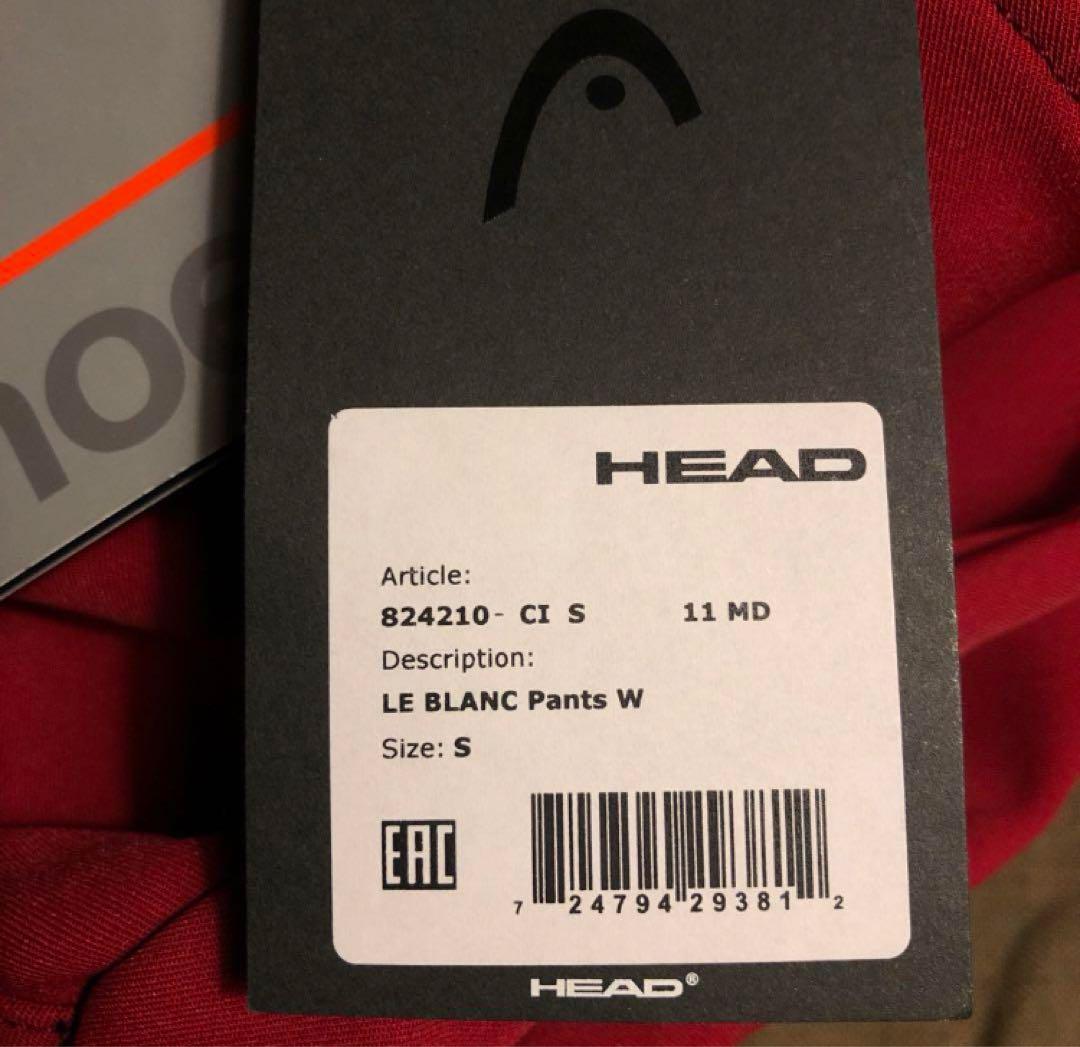 HEAD
Article:
824210- CI S 11 MD
Description:
LE BLANC Pants W
Size: S
EAC
7 24794 29381 2
HEAD®